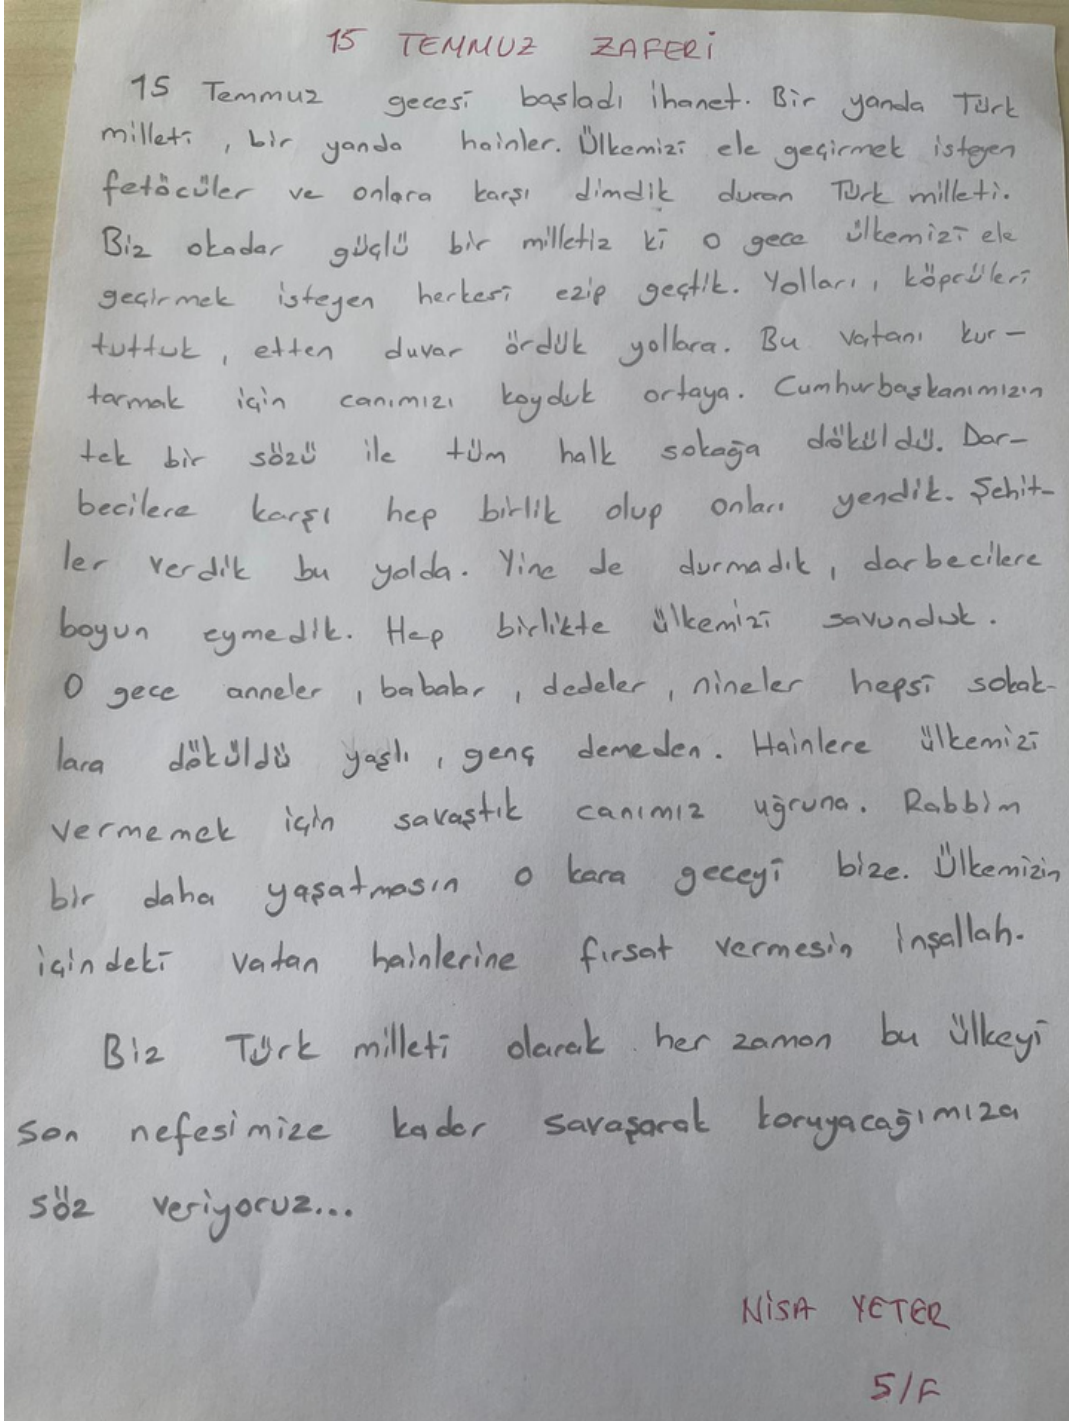 15 TEMMUZ ZAFERİ
15 Temmuz gecesi başladı ihanet. Bir yanda Türk
milleti, bir yanda hainler. Ülkemizi ele geçirmek isteyen
fetöcüler ve onlara karşı dimdik duran Türk milleti.
Biz okadar güçlü bir milletiz ki o gece ülkemizi ele
geçirmek isteyen herkesi ezip geçtik. Yolları, köprüleri
tuttuk, etten duvar ördük yollara. Bu vatanı kur-
tarmak için canımızı koyduk ortaya. Cumhurbaşkanımızın
tek bir sözü ile tüm halk sokağa döküldü. Dar-
becilere karşı hep birlik olup onları yendik. Şehit-
ler verdik bu yolda. Yine de durmadık, darbecilere
boyun eymedik. Hep birlikte ülkemizi savunduk.
O gece anneler, babalar, dedeler, nineler hepsi sokak-
lara döküldü yaşlı, genç demeden. Hainlere ülkemizi
vermemek için savaştık canımız uğruna. Rabbim
bir daha yaşatmasın o kara geceyi bize. Ülkemizin
içindeki vatan hainlerine fırsat vermesin inşallah.
Biz Türk milleti olarak her zaman bu ülkeyi
son nefesimize kadar savaşarak koruyacağımıza
söz veriyoruz...
NİSA YETER
5/F